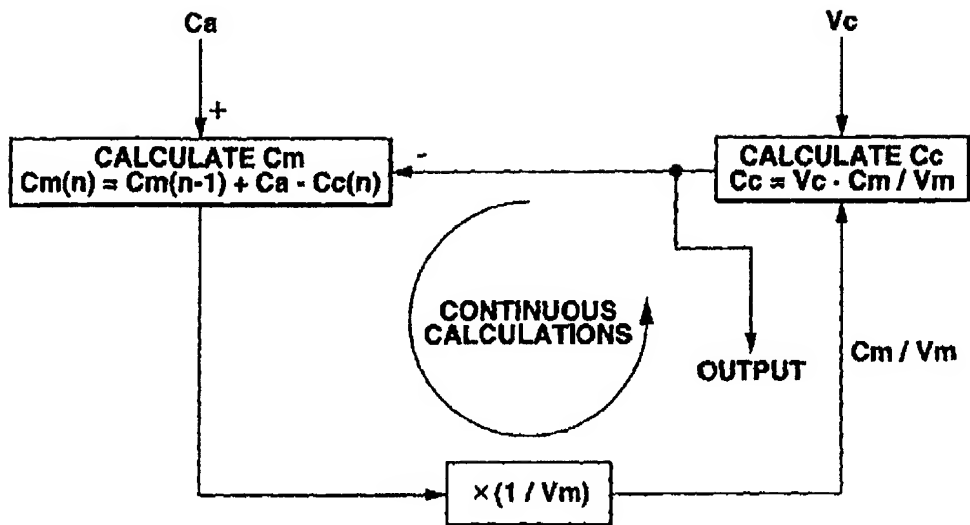 Ca
Vc
+
CALCULATE Cm
Cm(n) = Cm(n-1) + Ca - Cc(n)
-
CALCULATE Cc
Cc = Vc · Cm / Vm
CONTINUOUS
CALCULATIONS
OUTPUT
Cm / Vm
×(1 / Vm)